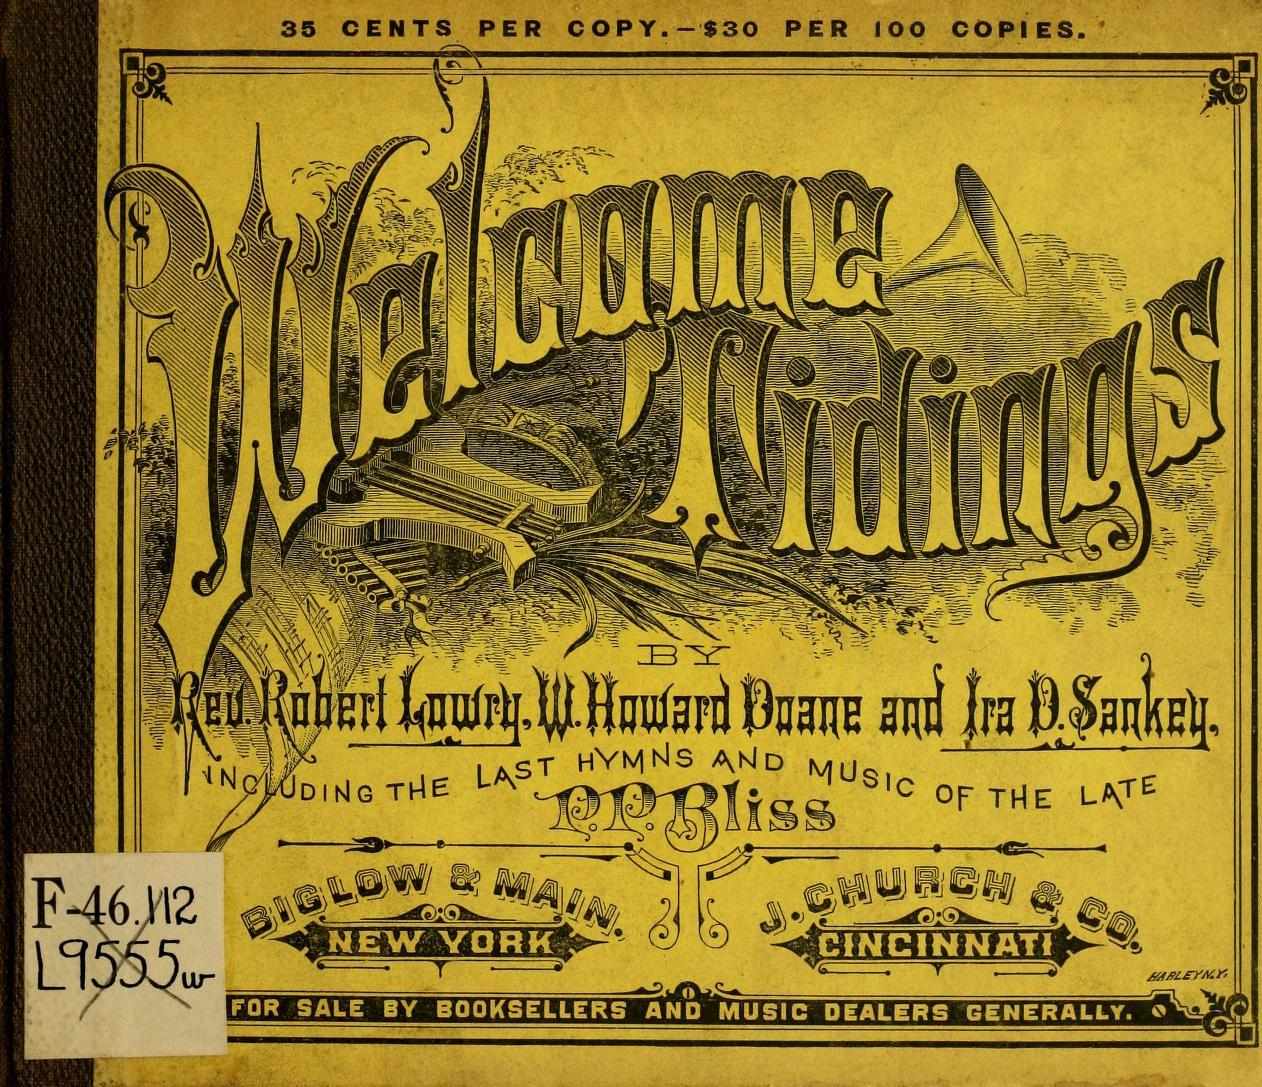 35 CENTS PER COPY.—$30 PER 100 COPIES.
Welcome
Tidings
BY
Rev. Robert Lowry, W. Howard Doane and Ira D. Sankey,
INCLUDING THE LAST HYMNS AND MUSIC OF THE LATE
P.P. Bliss
BIGLOW & MAIN.
NEW YORK
J. CHURCH & CO.
CINCINNATI
HARLEY N.Y.
F-46.112
L9555w
FOR SALE BY BOOKSELLERS AND MUSIC DEALERS GENERALLY.